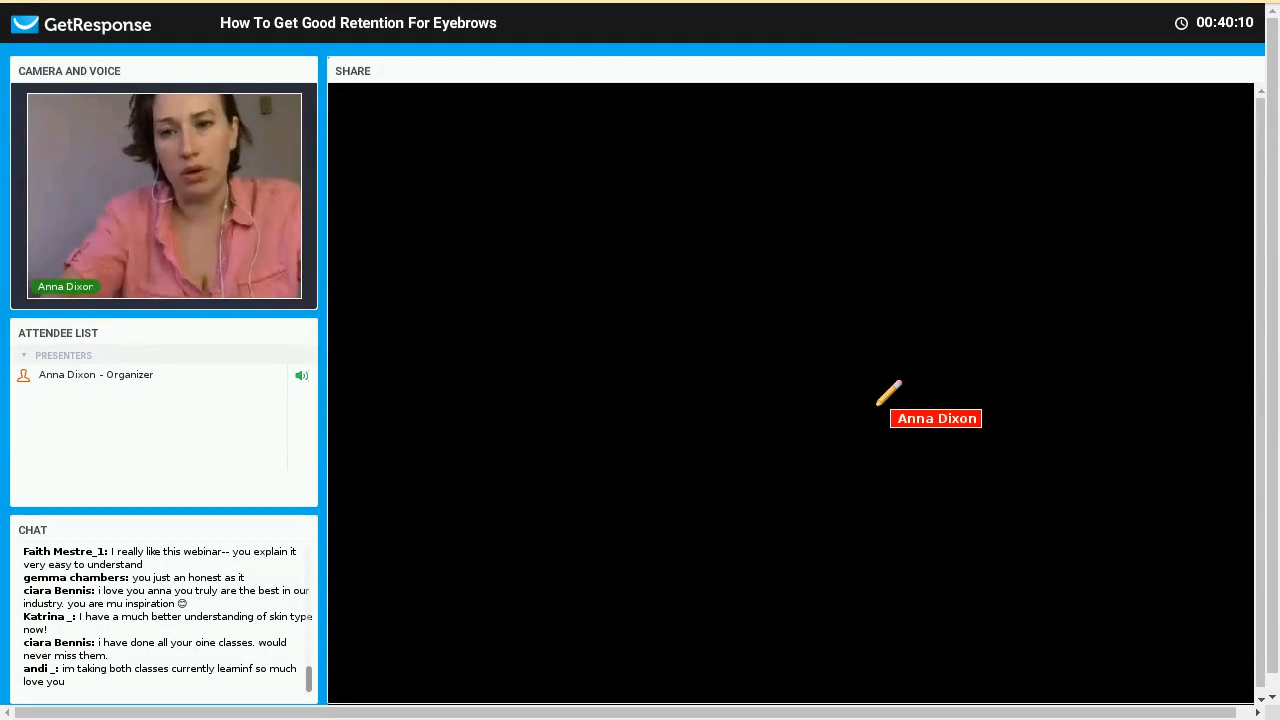 GetResponse
How To Get Good Retention For Eyebrows
00:40:10
CAMERA AND VOICE
Anna Dixon
ATTENDEE LIST
PRESENTERS
Anna Dixon - Organizer
CHAT
Faith Mestre_1: I really like this webinar-- you explain it
very easy to understand
gemma chambers: you just an honest as it
ciara Bennis: i love you anna you truly are the best in our
industry. you are mu inspiration 😊
Katrina _: I have a much better understanding of skin type
now!
ciara Bennis: i have done all your oine classes. would
never miss them.
andi _: im taking both classes currently learninf so much
love you
SHARE
Anna Dixon